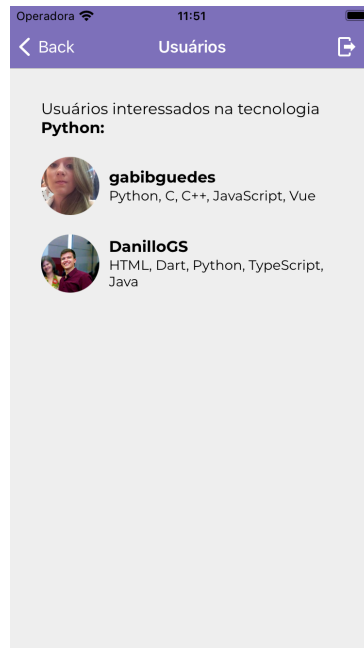 Operadora 11:51
Back Usuários
Usuários interessados na tecnologia
Python:
gabibguedes
Python, C, C++, JavaScript, Vue
DanilloGS
HTML, Dart, Python, TypeScript,
Java